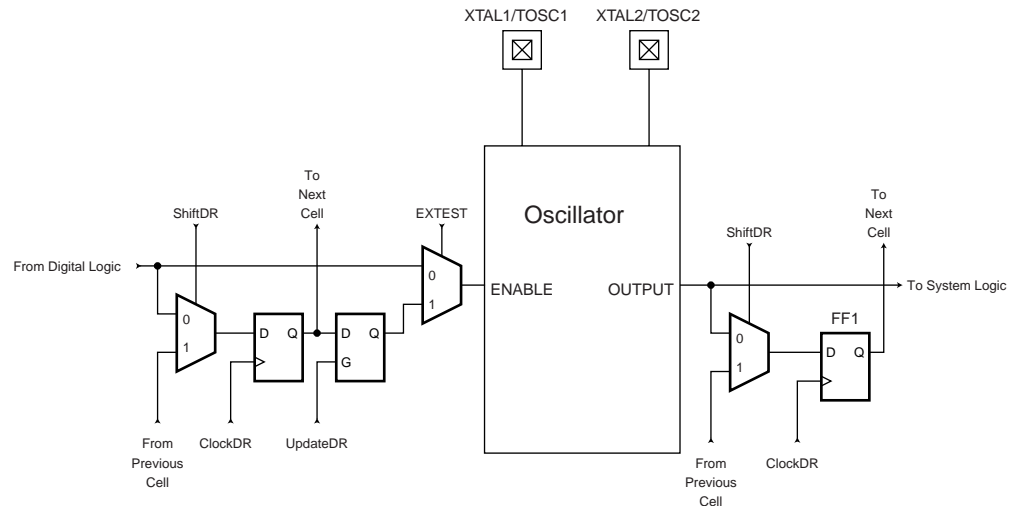 XTAL1/TOSC1
XTAL2/TOSC2
To
Next
Cell
ShiftDR
EXTEST
From Digital Logic
0
1
0
1
D Q
D Q
G
From
Previous
Cell
ClockDR
UpdateDR
Oscillator
ENABLE
OUTPUT
To
Next
Cell
ShiftDR
To System Logic
FF1
0
1
D Q
From
Previous
Cell
ClockDR